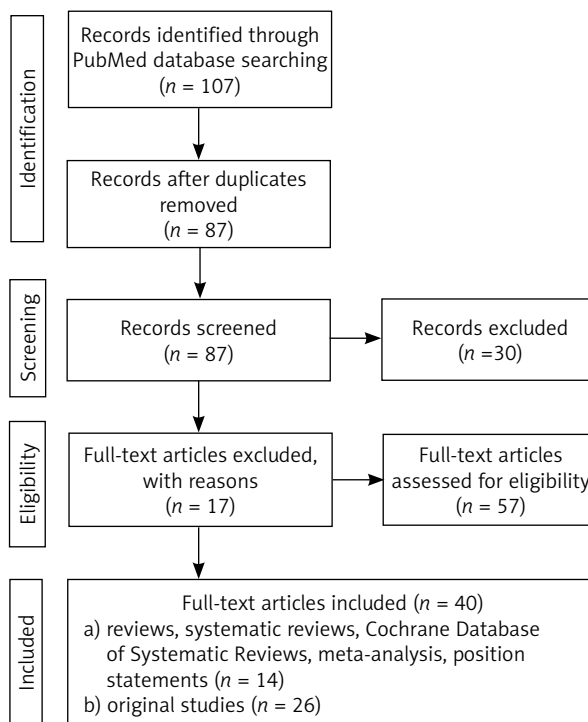 Identification
Records identified through
PubMed database searching
(n = 107)
Records after duplicates
removed
(n = 87)
Screening
Records screened
(n = 87)
Records excluded
(n =30)
Eligibility
Full-text articles excluded,
with reasons
(n = 17)
Full-text articles
assessed for eligibility
(n = 57)
Included
Full-text articles included (n = 40)
a) reviews, systematic reviews, Cochrane Database
of Systematic Reviews, meta-analysis, position
statements (n = 14)
b) original studies (n = 26)